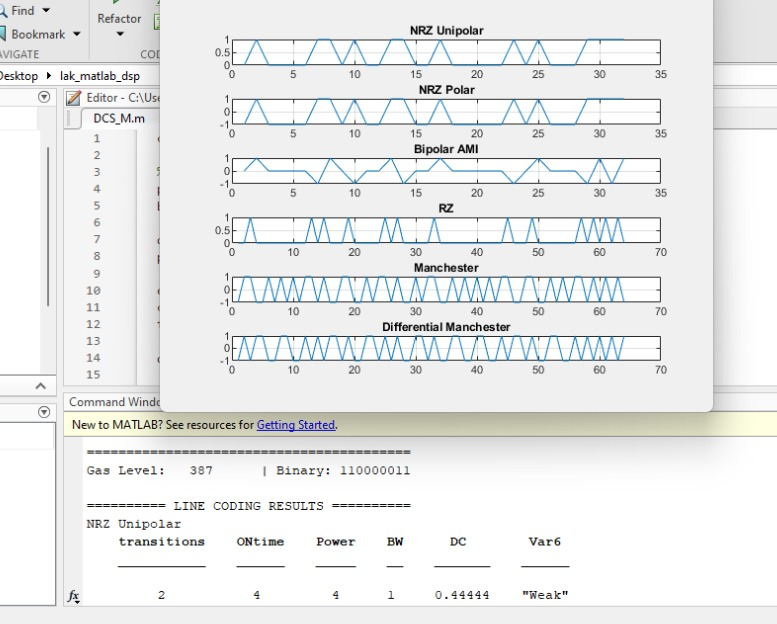 Find
Refactor
Bookmark
AVIGATE
COD
Desktop
lak_matlab_dsp
Editor - C:\Use
DCS_M.m
1
2
3
4
5
6
7
8
9
10
11
12
13
14
15
NRZ Unipolar
1
0.5
0
0 5 10 15 20 25 30 35
NRZ Polar
1
0
-1
0 5 10 15 20 25 30 35
Bipolar AMI
1
0
-1
0 5 10 15 20 25 30 35
RZ
1
0.5
0
0 10 20 30 40 50 60 70
Manchester
1
0
-1
0 10 20 30 40 50 60 70
Differential Manchester
1
0
-1
0 10 20 30 40 50 60 70
Command Windo
New to MATLAB? See resources for Getting Started.
=========================================
Gas Level: 387 | Binary: 110000011
========== LINE CODING RESULTS ==========
NRZ Unipolar
transitions ONtime Power BW DC Var6
2 4 4 1 0.44444 "Weak"
fx